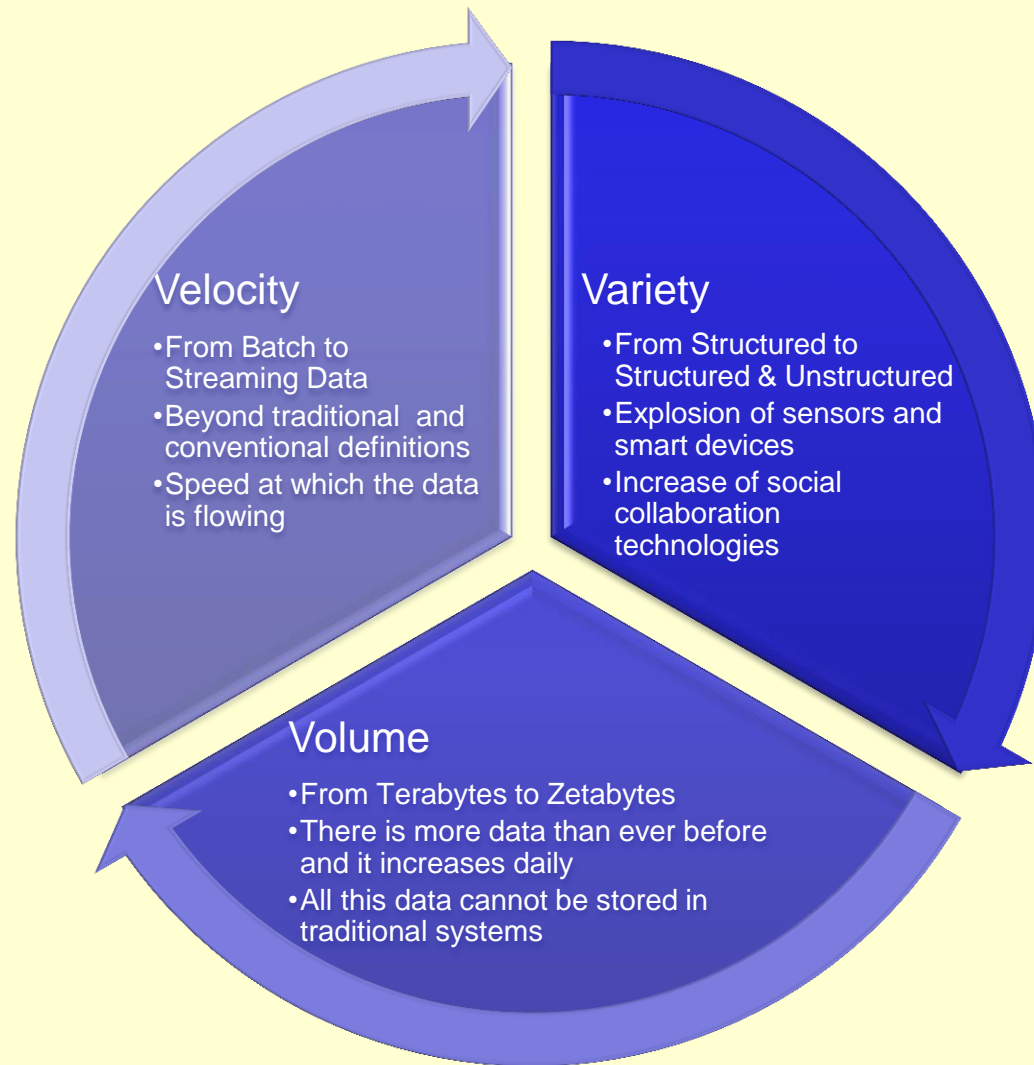 Velocity
•From Batch to
Streaming Data
•Beyond traditional and
conventional definitions
•Speed at which the data
is flowing
Variety
•From Structured to
Structured & Unstructured
•Explosion of sensors and
smart devices
•Increase of social
collaboration
technologies
Volume
•From Terabytes to Zetabytes
•There is more data than ever before
and it increases daily
•All this data cannot be stored in
traditional systems